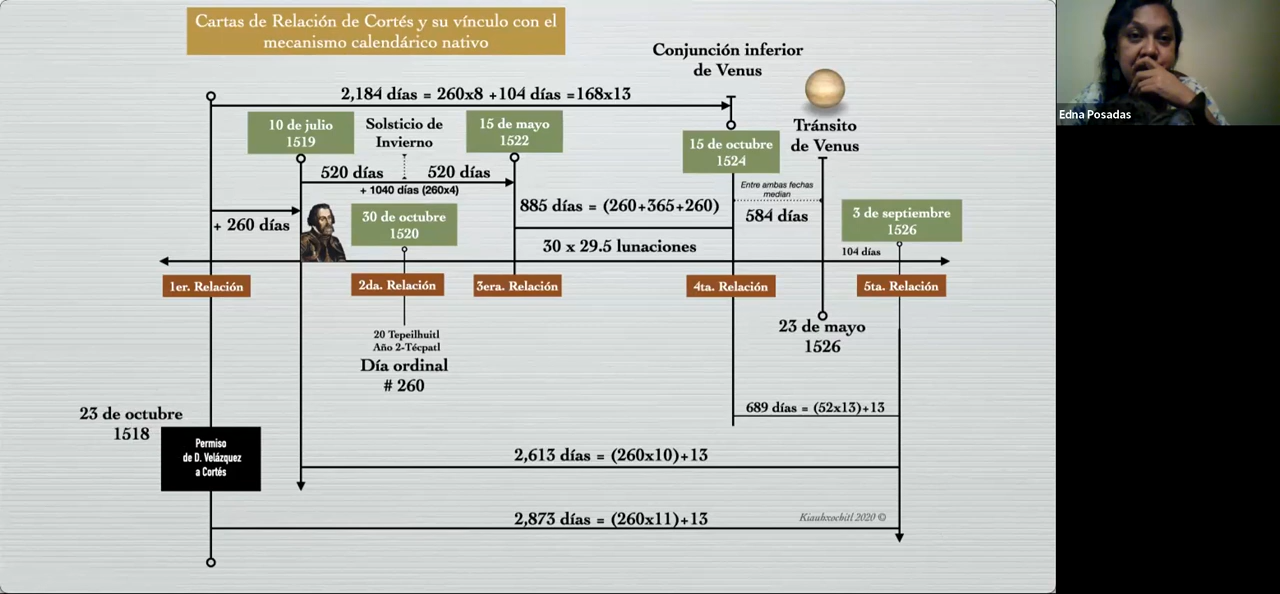 Cartas de Relación de Cortés y su vínculo con el
mecanismo calendárico nativo
Edna Posadas
Conjunción inferior
de Venus
2,184 días = 260x8 +104 días =168x13
10 de julio
1519
Solsticio de
Invierno
15 de mayo
1522
Tránsito
de Venus
15 de octubre
1524
520 días
520 días
+ 1040 días (260x4)
Entre ambas fechas
median
584 días
+ 260 días
30 de octubre
1520
885 días = (260+365+260)
3 de septiembre
1526
30 x 29.5 lunaciones
104 días
1er. Relación
2da. Relación
3era. Relación
4ta. Relación
5ta. Relación
20 Tepeilhuitl
Año 2-Técpatl
Día ordinal
# 260
23 de mayo
1526
23 de octubre
1518
Permiso
de D. Velázquez
a Cortés
689 días = (52x13)+13
2,613 días = (260x10)+13
2,873 días = (260x11)+13
Kiauhxochitl 2020 ©